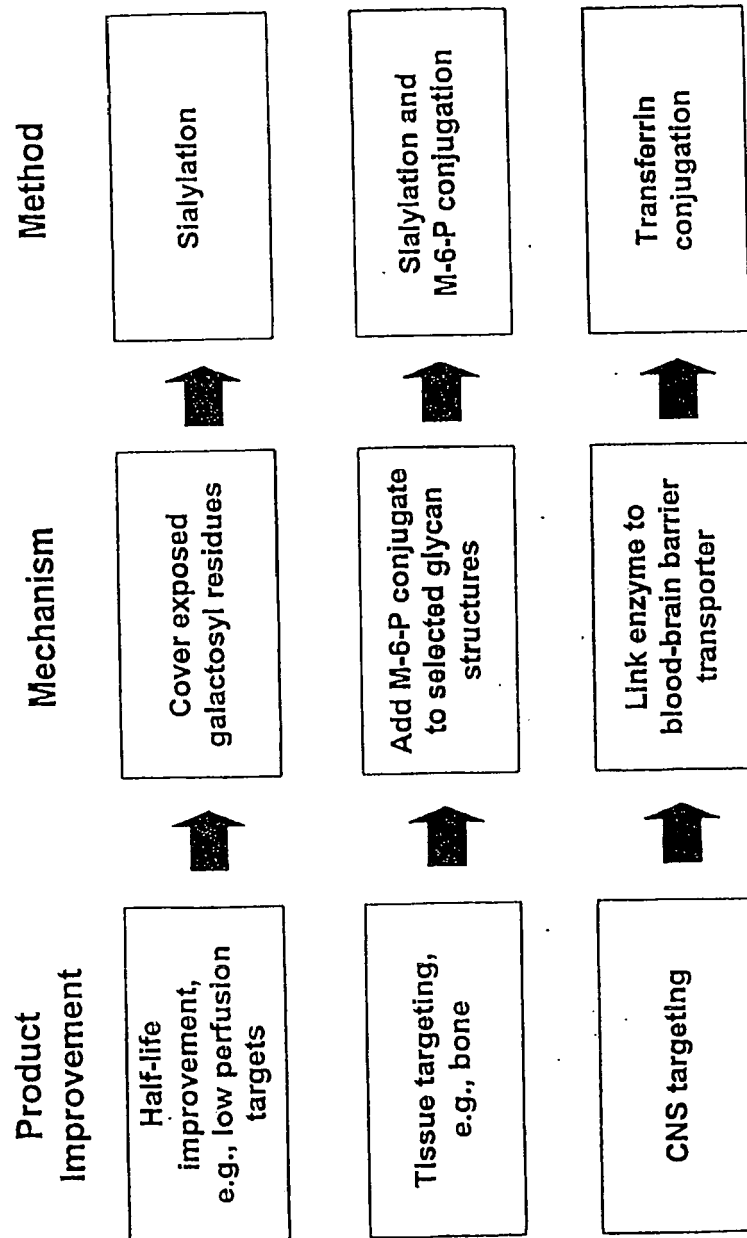 Product
Improvement
Mechanism
Method
Half-life
improvement,
e.g., low perfusion
targets
Cover exposed
galactosyl residues
Sialylation
Tissue targeting,
e.g., bone
Add M-6-P conjugate
to selected glycan
structures
Sialylation and
M-6-P conjugation
CNS targeting
Link enzyme to
blood-brain barrier
transporter
Transferrin
conjugation